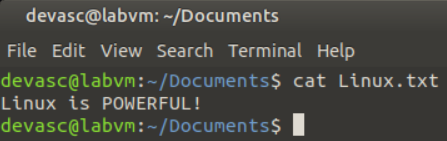 devasc@labvm: ~/Documents
File Edit View Search Terminal Help
devasc@labvm:~/Documents$ cat Linux.txt
Linux is POWERFUL!
devasc@labvm:~/Documents$